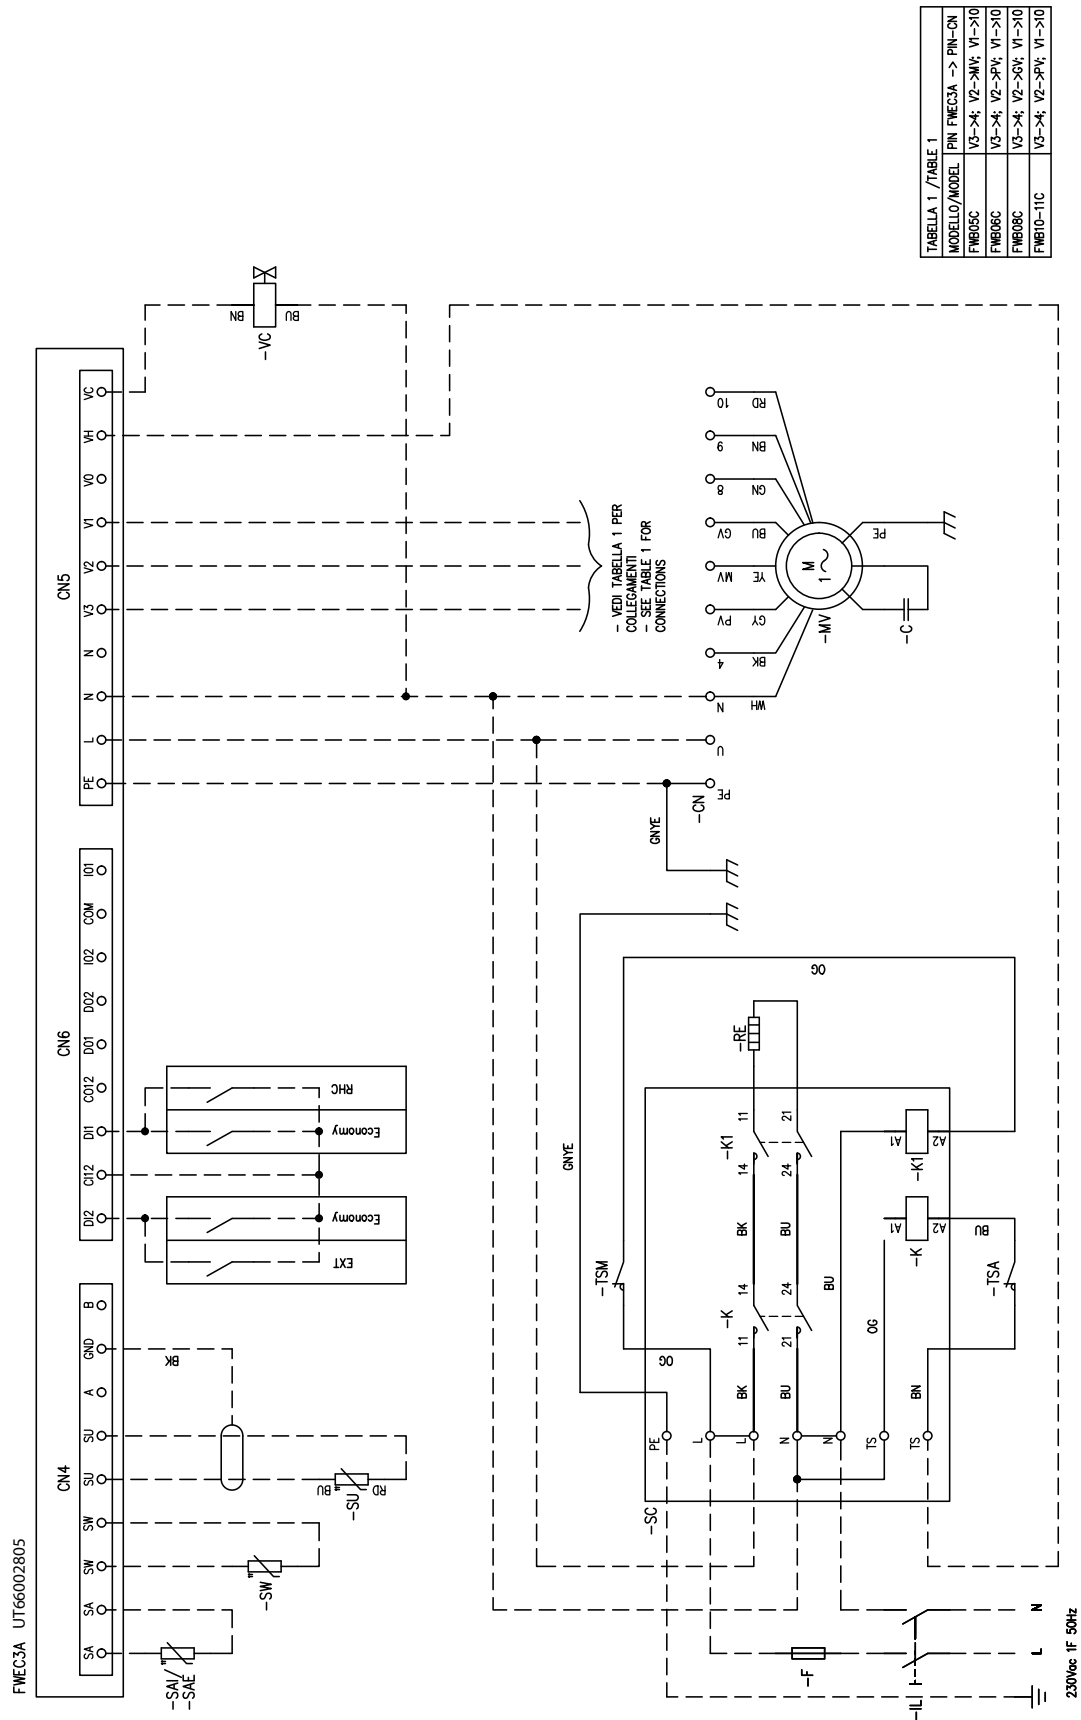 FWEC3A UT66002805
CN4
CN6
CN5
SA
SA
SW
SW
SU
SU
A
GND
B
DI2
CI12
DI1
CO12
DO1
DO2
IO2
COM
IO1
PE
L
N
N
V3
V2
V1
V0
VH
VC
-SAI/
-SAE
-SW
BU
-SU
RD
BK
EXT
Economy
Economy
RHC
BN
BU
-VC
- VEDI TABELLA 1 PER
COLLEGAMENTI
- SEE TABLE 1 FOR
CONNECTIONS
-CN
PE
U
N
4
PV
MV
GV
8
9
10
WH
BK
GY
YE
BU
GN
BN
RD
M
1
-MV
-C
PE
GNYE
GNYE
-TSM
OG
OG
-RE
-SC
PE
L
L
N
N
TS
TS
BK
BU
11
21
-K
14
24
BK
BU
14
24
-K1
11
21
BU
OG
BN
A1
A2
-K
A1
A2
-K1
BU
-TSA
-F
-IL
L
N
230Vac 1F 50Hz
TABELLA 1 /TABLE 1
MODELLO/MODEL PIN FWEC3A -> PIN-CN
FWB05C V3->4; V2->MV; V1->10
FWB06C V3->4; V2->PV; V1->10
FWB08C V3->4; V2->GV; V1->10
FWB10-11C V3->4; V2->PV; V1->10